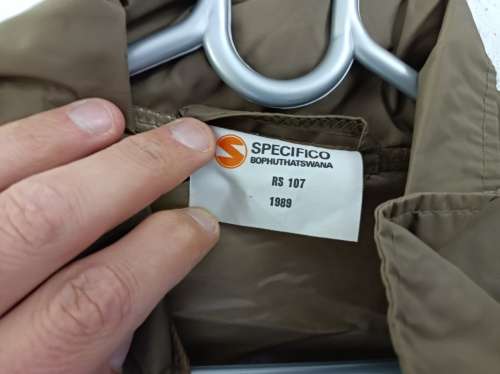 SPECIFICO
BOPHUTHATSWANA
RS 107
1989